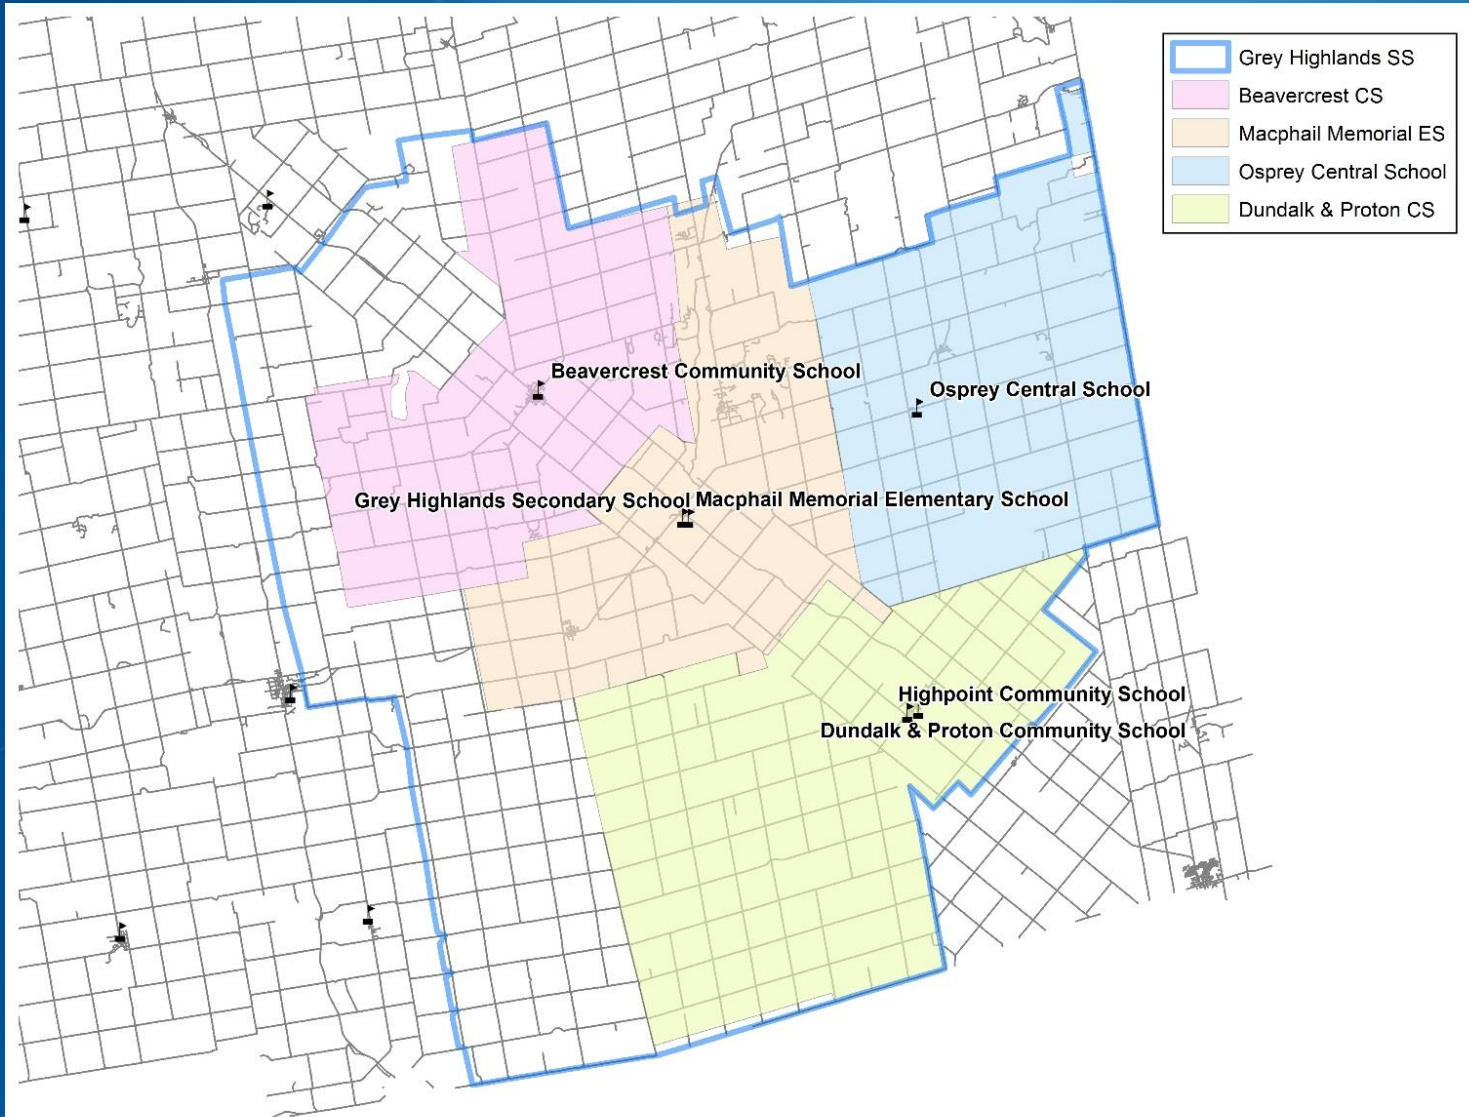 Grey Highlands SS
Beavercrest CS
Macphail Memorial ES
Osprey Central School
Dundalk & Proton CS
Beavercrest Community School
Osprey Central School
Grey Highlands Secondary School
Macphail Memorial Elementary School
Highpoint Community School
Dundalk & Proton Community School